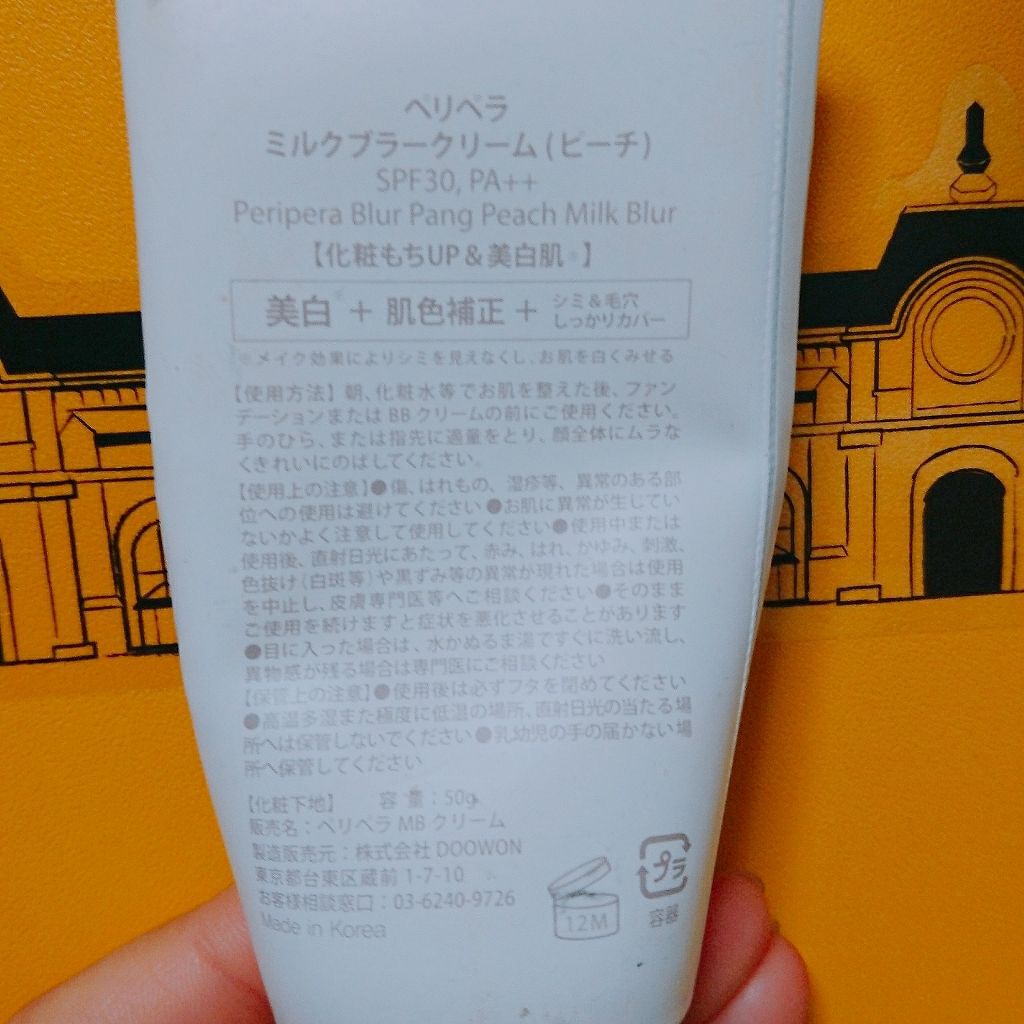 ペリペラ
ミルクブラークリーム(ピーチ)
SPF30, PA++
Peripera Blur Pang Peach Milk Blur
【化粧もちUP&美白肌※】
美白※ + 肌色補正 + シミ&毛穴
しっかりカバー
※メイク効果によりシミを見えなくし、お肌を白くみせる
【使用方法】朝、化粧水等でお肌を整えた後、ファン
デーションまたはBBクリームの前にご使用ください。
手のひら、または指先に適量をとり、顔全体にムラな
くきれいにのばしてください。
【使用上の注意】●傷、はれもの、湿疹等、異常のある部
位への使用は避けてください●お肌に異常が生じてい
ないかよく注意して使用してください●使用中または
使用後、直射日光にあたって、赤み、はれ、かゆみ、刺激、
色抜け(白斑等)や黒ずみ等の異常が現れた場合は使用
を中止し、皮膚専門医等へご相談ください●そのまま
ご使用を続けますと症状を悪化させることがあります
●目に入った場合は、水かぬるま湯ですぐに洗い流し、
異物感が残る場合は専門医にご相談ください
【保管上の注意】●使用後は必ずフタを閉めてください
●高温多湿また極度に低温の場所、直射日光の当たる場
所へは保管しないでください●乳幼児の手の届かない場
所へ保管してください
【化粧下地】 容量:50g
販売名:ペリペラ MB クリーム
製造販売元:株式会社 DOOWON
東京都台東区蔵前 1-7-10
お客様相談窓口:03-6240-9726
Made in Korea
12M
プラ
容器